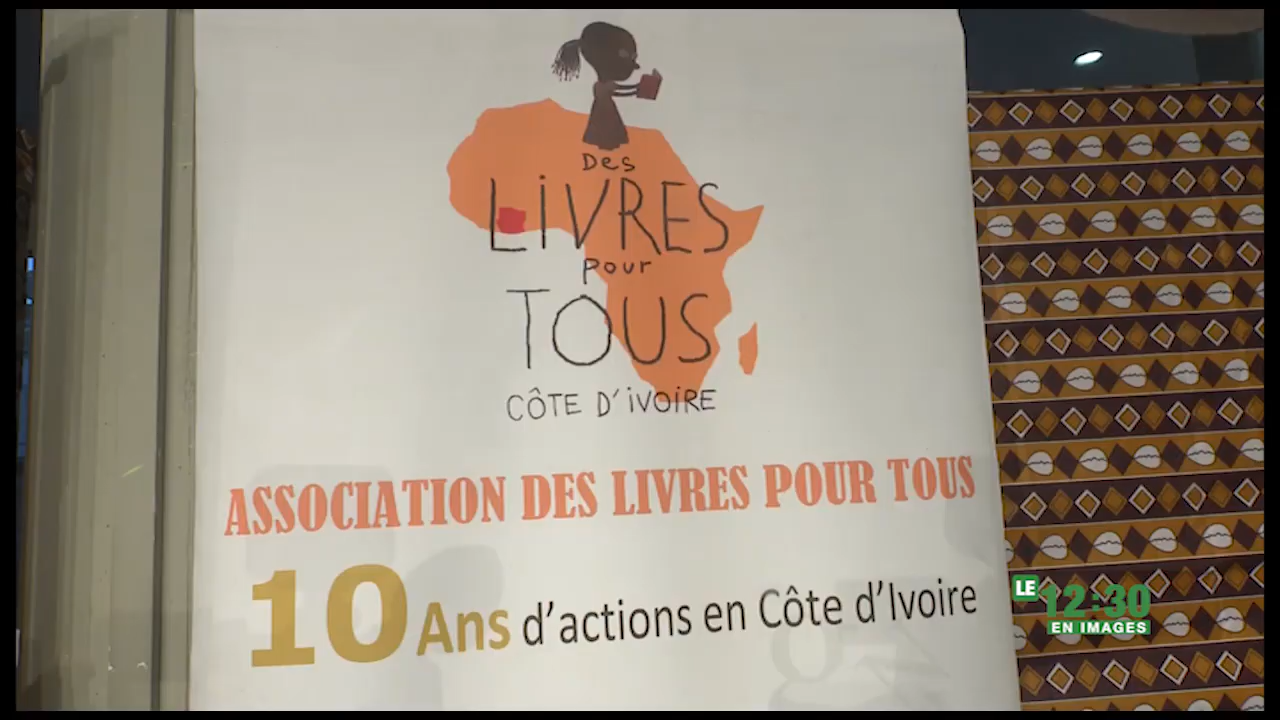 Des
LiVRES
pour
TOUS
CÔTE D'iVOiRE
ASSOCIATION DES LIVRES POUR TOUS
10 Ans d'actions en Côte d'Ivoire
LE 12:30
EN IMAGES